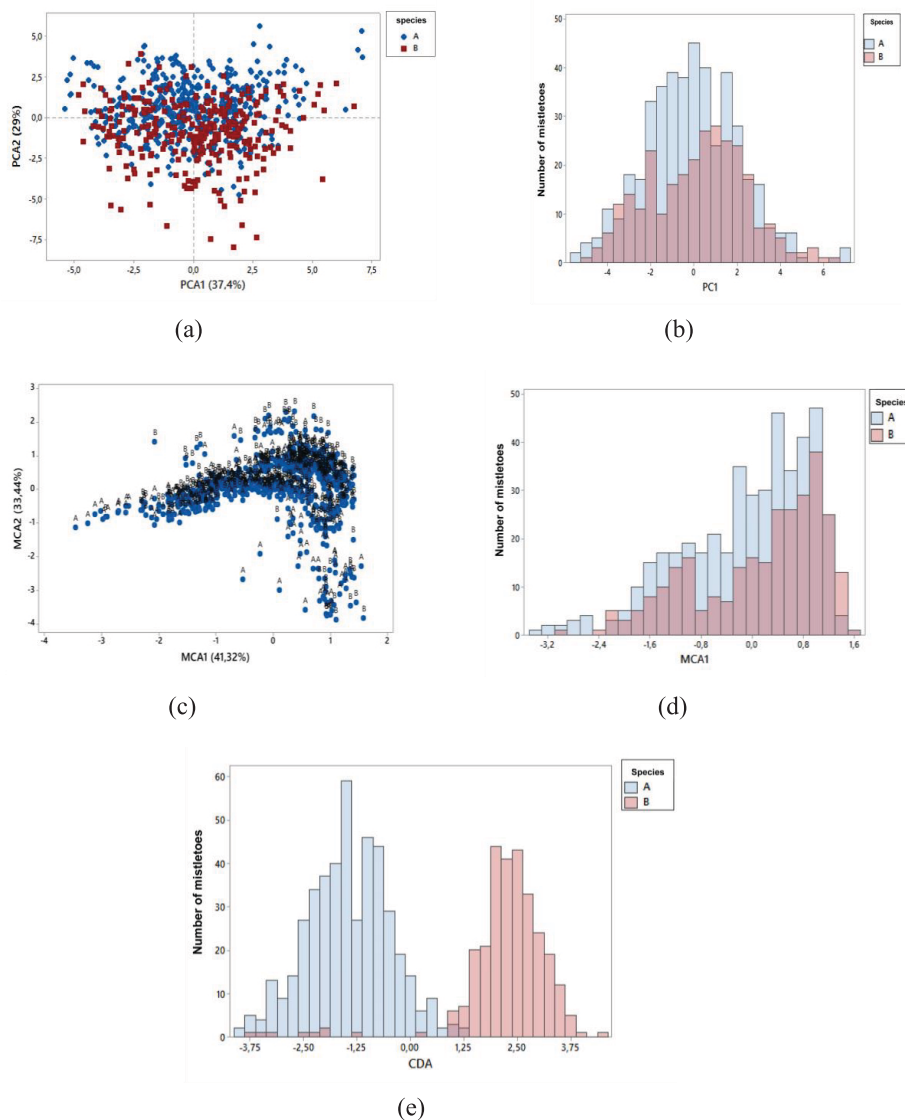 species
A
B
5,0
2,5
0,0
-2,5
-5,0
-7,5
PCA2 (29%)
-5,0 -2,5 0,0 2,5 5,0 7,5
PCA1 (37,4%)
(a)
Species
A
B
50
40
30
20
10
0
Number of mistletoes
-4 -2 0 2 4 6
PC1
(b)
3
2
1
0
-1
-2
-3
-4
MCA2 (33,44%)
-4 -3 -2 -1 0 1 2
MCA1 (41,32%)
(c)
Species
A
B
50
40
30
20
10
0
Number of mistletoes
-3,2 -2,4 -1,6 -0,8 0,0 0,8 1,6
MCA1
(d)
Species
A
B
60
50
40
30
20
10
0
Number of mistletoes
-3,75 -2,50 -1,25 0,00 1,25 2,50 3,75
CDA
(e)